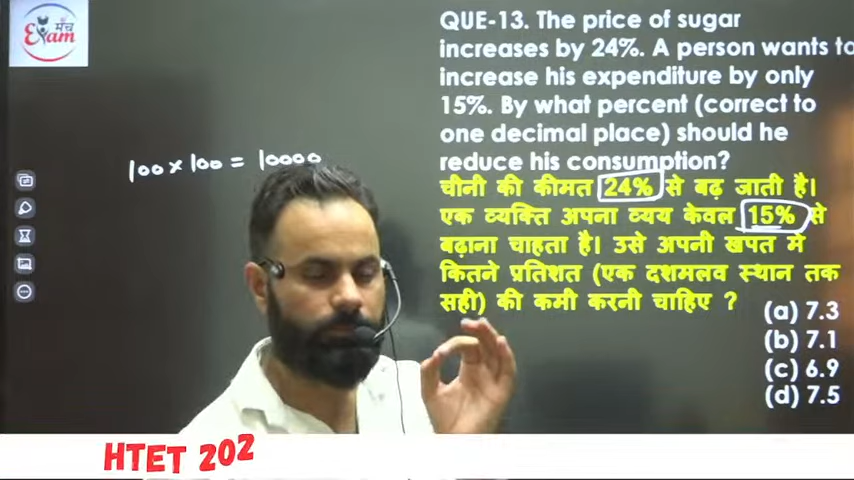 मंच
Exam
QUE-13. The price of sugar
increases by 24%. A person wants to
increase his expenditure by only
15%. By what percent (correct to
one decimal place) should he
reduce his consumption?
100 × 100 = 10000
चीनी की कीमत 24% से बढ़ जाती है।
एक व्यक्ति अपना व्यय केवल 15% से
बढ़ाना चाहता है। उसे अपनी खपत मे
कितने प्रतिशत (एक दशमलव स्थान तक
सही) की कमी करनी चाहिए ?
(a) 7.3
(b) 7.1
(c) 6.9
(d) 7.5
HTET 202